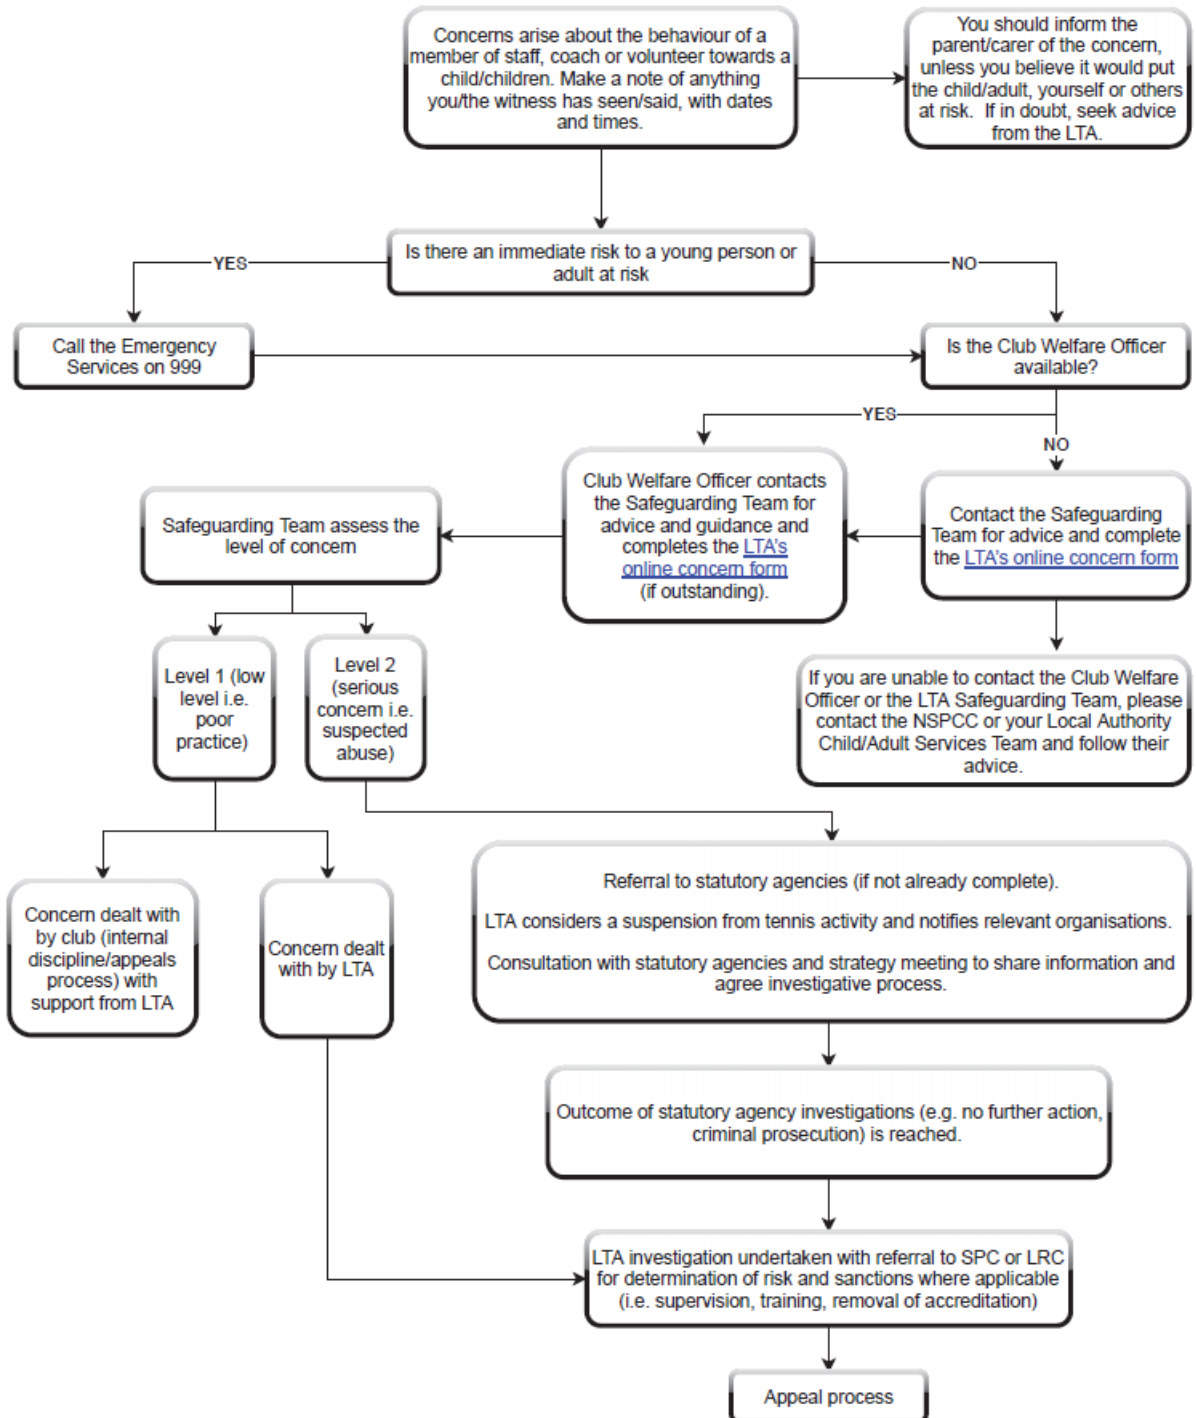 Concerns arise about the behaviour of a
member of staff, coach or volunteer towards a
child/children. Make a note of anything
you/the witness has seen/said, with dates
and times.
You should inform the
parent/carer of the concern,
unless you believe it would put
the child/adult, yourself or others
at risk. If in doubt, seek advice
from the LTA.
Is there an immediate risk to a young person or
adult at risk
YES
NO
Call the Emergency
Services on 999
Is the Club Welfare Officer
available?
YES
NO
Club Welfare Officer contacts
the Safeguarding Team for
advice and guidance and
completes the LTA's
online concern form
(if outstanding).
Contact the Safeguarding
Team for advice and complete
the LTA's online concern form
Safeguarding Team assess the
level of concern
If you are unable to contact the Club Welfare
Officer or the LTA Safeguarding Team, please
contact the NSPCC or your Local Authority
Child/Adult Services Team and follow their
advice.
Level 1 (low
level i.e.
poor
practice)
Level 2
(serious
concern i.e.
suspected
abuse)
Concern dealt with
by club (internal
discipline/appeals
process) with
support from LTA
Concern dealt
with by LTA
Referral to statutory agencies (if not already complete).
LTA considers a suspension from tennis activity and notifies relevant organisations.
Consultation with statutory agencies and strategy meeting to share information and
agree investigative process.
Outcome of statutory agency investigations (e.g. no further action,
criminal prosecution) is reached.
LTA investigation undertaken with referral to SPC or LRC
for determination of risk and sanctions where applicable
(i.e. supervision, training, removal of accreditation)
Appeal process